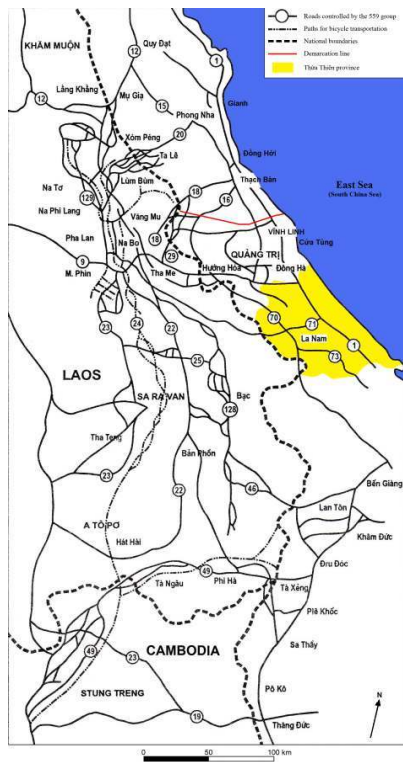 Roads controlled by the 559 group
Paths for bicycle transportation
National boundaries
Demarcation line
Thừa Thiên province
KHĂM MUỘN
12
Quy Đạt
1
Lằng Khằng
Mụ Giạ
12
15
Gianh
Phong Nha
20
Xóm Péng
Ta Lê
Đồng Hới
Lùm Bùm
Thạch Bàn
East Sea
(South China Sea)
Na Tơ
129
18
16
Na Phi Lang
Vàng Mu
VĨNH LINH
Pha Lan
Na Bo
18
Cửa Tùng
QUẢNG TRỊ
9
29
M. Phin
Tha Me
Hướng Hóa
Đông Hà
23
24
22
70
71
1
La Nam
73
25
LAOS
SA RA VAN
Bạc
128
Tha Teng
Bản Phồn
23
22
46
Bến Giàng
Lan Tôn
A TÔ PƠ
Khâm Đức
Hát Hài
Đru Đóc
49
Tà Ngâu
Phi Hà
Tà Xẻng
Plê Khốc
49
Sa Thầy
CAMBODIA
23
STUNG TRENG
Pô Kô
19
Thăng Đức
N
0 50 100 km